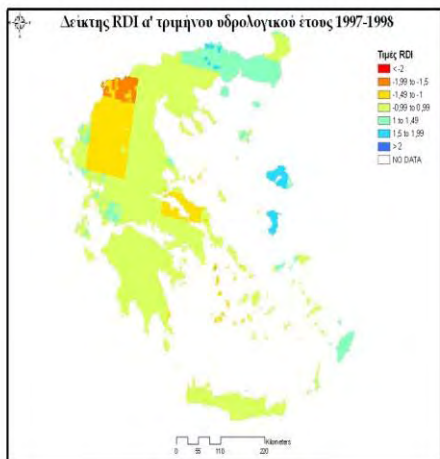 Δείκτης RDI α' τριμήνου υδρολογικού έτους 1997-1998
Τιμές RDI
< -2
-1,99 to -1,5
-1,49 to -1
-0,99 to 0,99
1 to 1,49
1,5 to 1,99
> 2
NO DATA
Kilometers
0 55 110 220